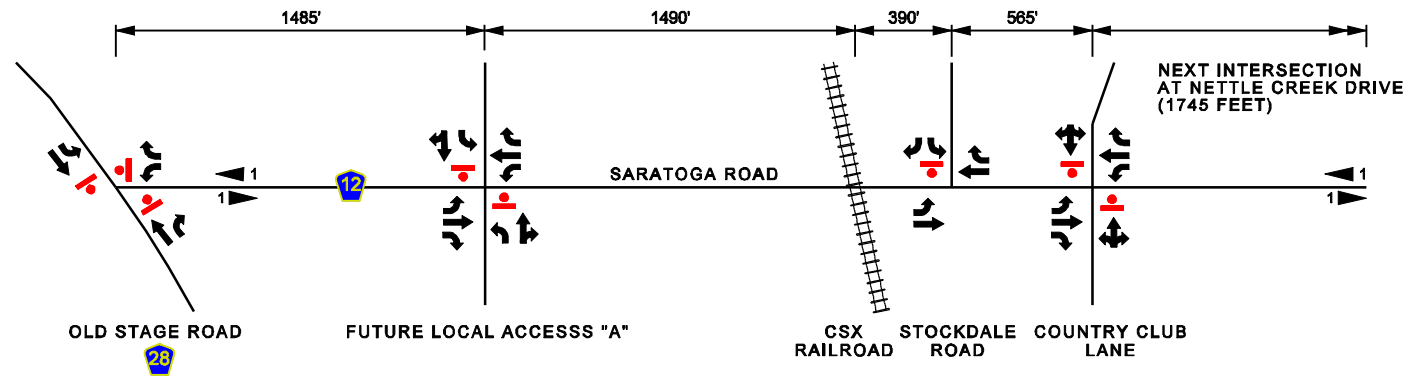 1485'
1490'
390'
565'
NEXT INTERSECTION
AT NETTLE CREEK DRIVE
(1745 FEET)
1
1
12
SARATOGA ROAD
1
1
OLD STAGE ROAD
28
FUTURE LOCAL ACCESSS "A"
CSX
RAILROAD
STOCKDALE
ROAD
COUNTRY CLUB
LANE